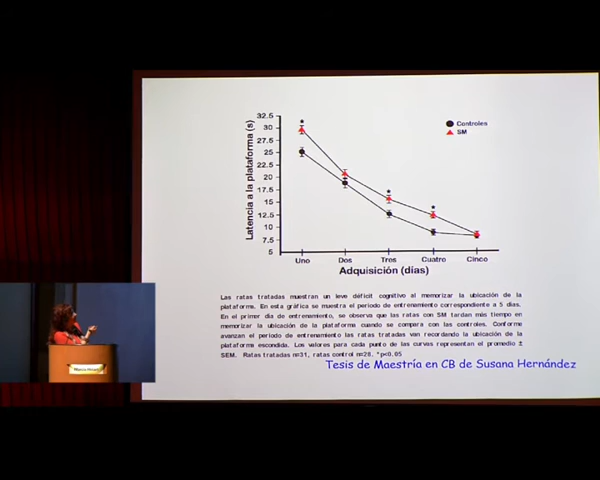 32.5
30
27.5
25
22.5
20
17.5
15
12.5
10
7.5
5
Latencia a la plataforma (s)
Controles
SM
Uno Dos Tres Cuatro Cinco
Adquisición (días)
Las ratas tratadas muestran un leve déficit cognitivo al memorizar la ubicación de la
plataforma. En esta gráfica se muestra el periodo de entrenamiento correspondiente a 5 días.
En el primer día de entrenamiento, se observa que las ratas con SM tardan más tiempo en
memorizar la ubicación de la plataforma cuando se compara con las controles. Conforme
avanzan el periodo de entrenamiento las ratas tratadas van recordando la ubicación de la
plataforma escondida. Los valores para cada punto de las curvas representan el promedio ±
SEM. Ratas tratadas n=31, ratas control n=28. *p<0.05
Tesis de Maestría en CB de Susana Hernández